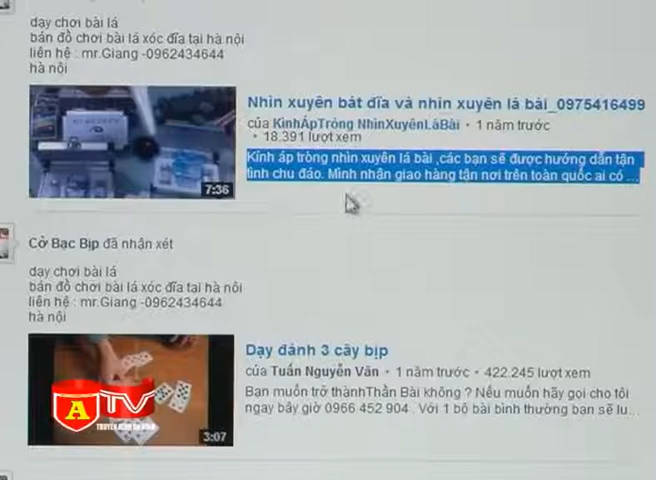 dạy chơi bài lá
bán đồ chơi bài lá xóc đĩa tại hà nội
liên hệ : mr.Giang -0962434644
hà nội
Nhìn xuyên bát đĩa và nhìn xuyên lá bài_0975416499
của KínhÁpTròng NhìnXuyênLáBài • 1 năm trước
• 18.391 lượt xem
Kính áp tròng nhìn xuyên lá bài ,các bạn sẽ được hướng dẫn tận
tình chu đáo. Mình nhận giao hàng tận nơi trên toàn quốc ai có ...
7:36
Cờ Bạc Bịp đã nhận xét
dạy chơi bài lá
bán đồ chơi bài lá xóc đĩa tại hà nội
liên hệ : mr.Giang -0962434644
hà nội
Dạy đánh 3 cây bịp
của Tuấn Nguyễn Văn • 1 năm trước • 422.245 lượt xem
Bạn muốn trở thànhThần Bài không ? Nếu muốn hãy gọi cho tôi
ngay bây giờ 0966 452 904 . Với 1 bộ bài bình thường bạn sẽ lu...
ATV
TRUYỀN HÌNH AN NINH
3:07